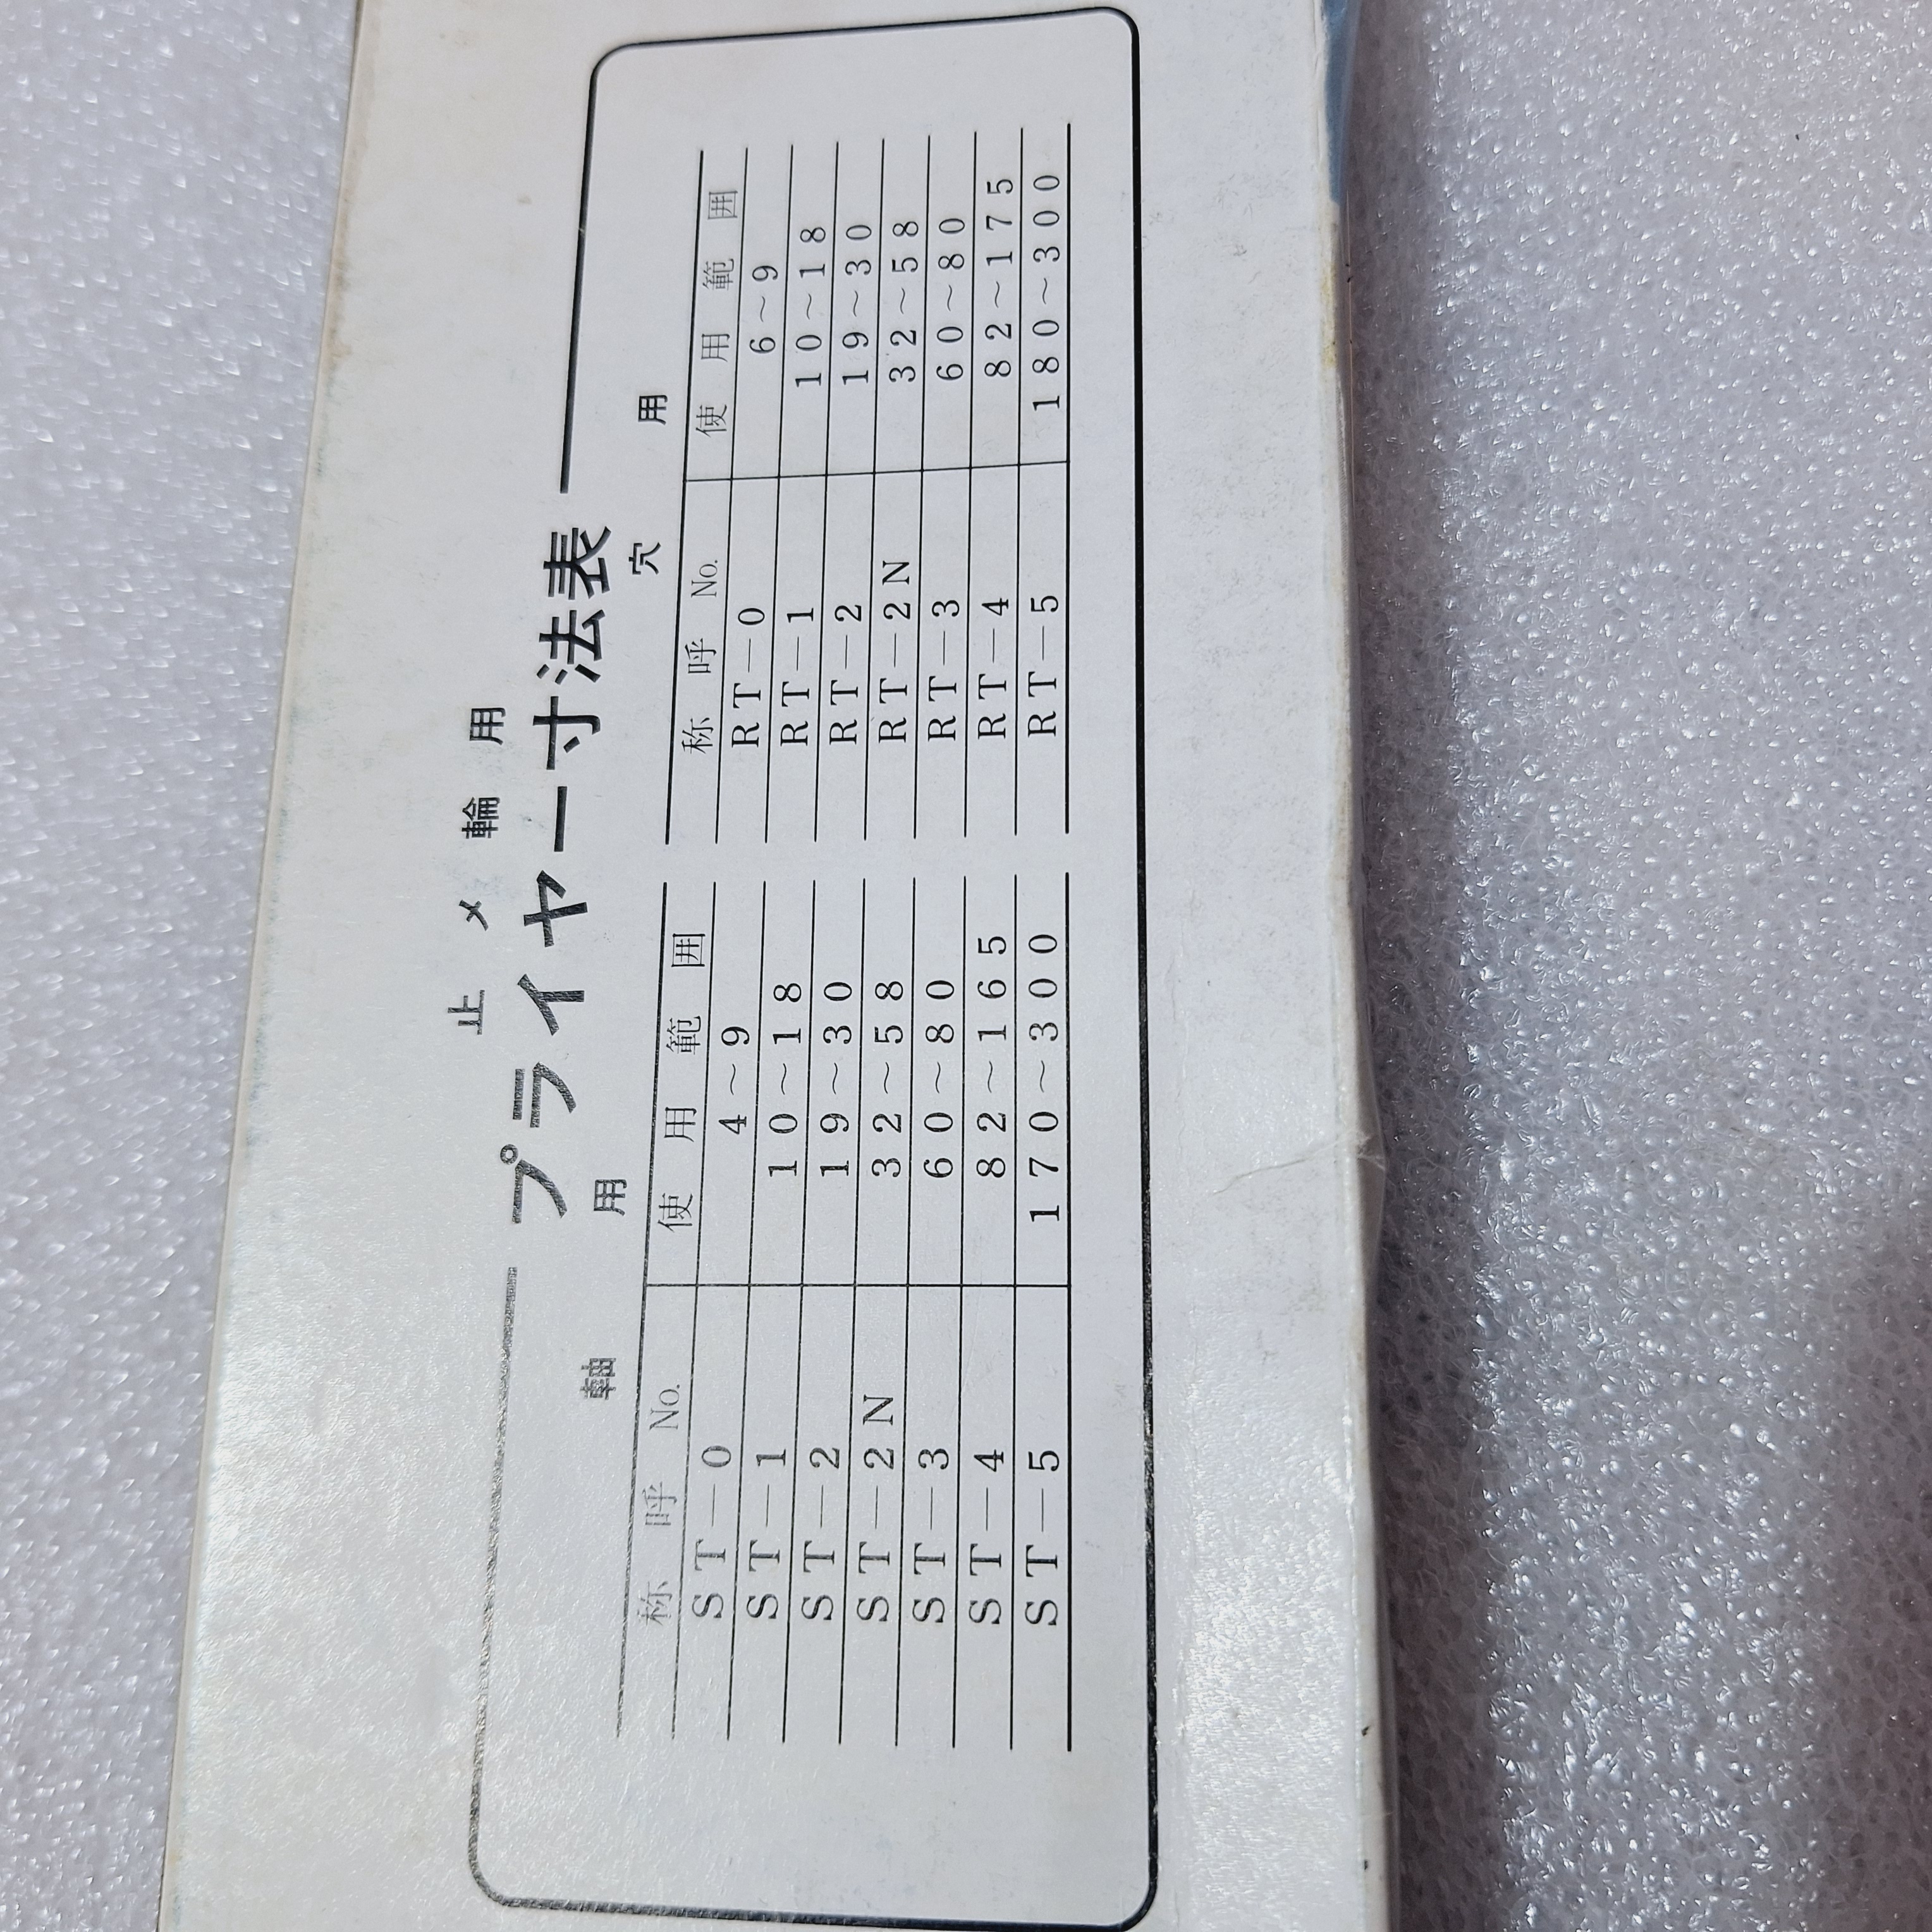 止メ輪用
プライヤー寸法表
軸用
称呼 No. 使用範囲
ST—0 4～9
ST—1 10～18
ST—2 19～30
ST—2N 32～58
ST—3 60～80
ST—4 82～165
ST—5 170～300
穴用
称呼 No. 使用範囲
RT—0 6～9
RT—1 10～18
RT—2 19～30
RT—2N 32～58
RT—3 60～80
RT—4 82～175
RT—5 180～300